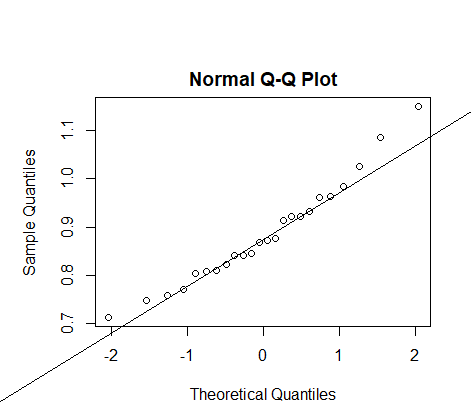 Normal Q-Q Plot
Sample Quantiles
1.1
1.0
0.9
0.8
0.7
-2 -1 0 1 2
Theoretical Quantiles